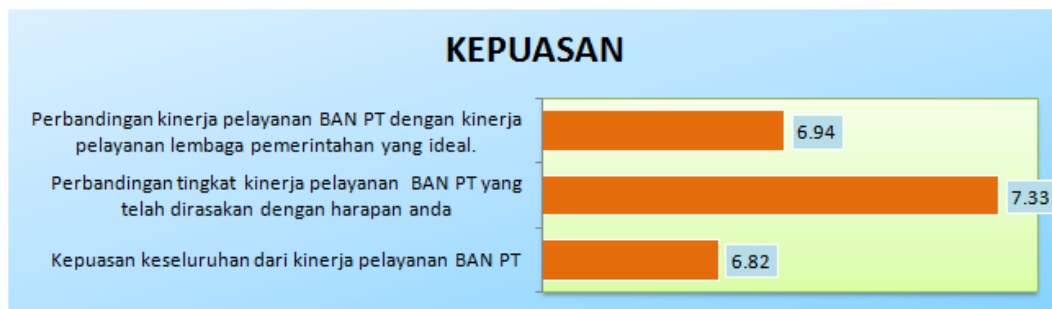 KEPUASAN
Perbandingan kinerja pelayanan BAN PT dengan kinerja
pelayanan lembaga pemerintahan yang ideal.
6.94
Perbandingan tingkat kinerja pelayanan BAN PT yang
telah dirasakan dengan harapan anda
7.33
Kepuasan keseluruhan dari kinerja pelayanan BAN PT
6.82